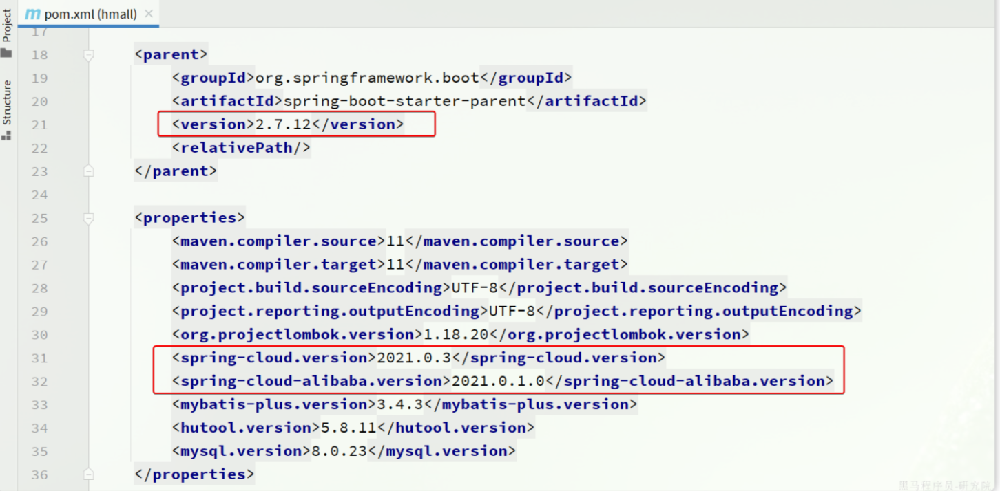 Project
Structure
pom.xml (hmall)
17
18 <parent>
19 <groupId>org.springframework.boot</groupId>
20 <artifactId>spring-boot-starter-parent</artifactId>
21 <version>2.7.12</version>
22 <relativePath/>
23 </parent>
24
25 <properties>
26 <maven.compiler.source>11</maven.compiler.source>
27 <maven.compiler.target>11</maven.compiler.target>
28 <project.build.sourceEncoding>UTF-8</project.build.sourceEncoding>
29 <project.reporting.outputEncoding>UTF-8</project.reporting.outputEncoding>
30 <org.projectlombok.version>1.18.20</org.projectlombok.version>
31 <spring-cloud.version>2021.0.3</spring-cloud.version>
32 <spring-cloud-alibaba.version>2021.0.1.0</spring-cloud-alibaba.version>
33 <mybatis-plus.version>3.4.3</mybatis-plus.version>
34 <hutool.version>5.8.11</hutool.version>
35 <mysql.version>8.0.23</mysql.version>
36 </properties>
黑马程序员-研究院